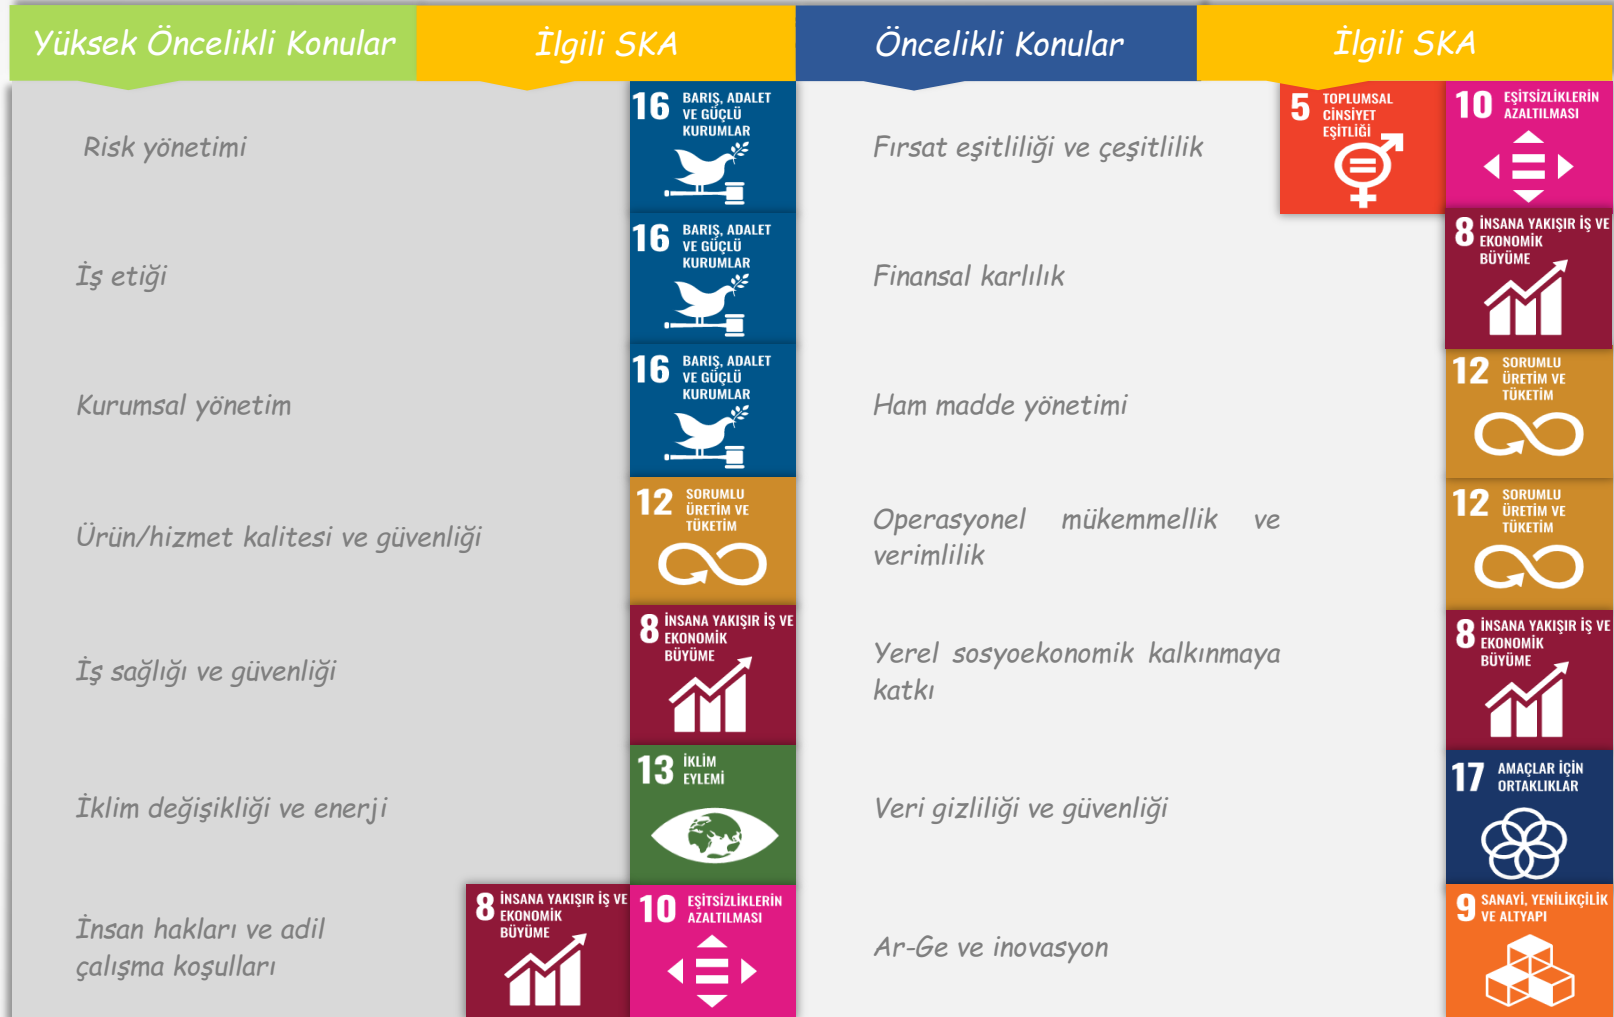 Yüksek Öncelikli Konular
İlgili SKA
Öncelikli Konular
İlgili SKA
Risk yönetimi
16 BARIŞ, ADALET
VE GÜÇLÜ
KURUMLAR
Fırsat eşitliliği ve çeşitlilik
5 TOPLUMSAL
CİNSİYET
EŞİTLİĞİ
10 EŞİTSİZLİKLERİN
AZALTILMASI
İş etiği
16 BARIŞ, ADALET
VE GÜÇLÜ
KURUMLAR
Finansal karlılık
8 İNSANA YAKIŞIR İŞ VE
EKONOMİK
BÜYÜME
Kurumsal yönetim
16 BARIŞ, ADALET
VE GÜÇLÜ
KURUMLAR
Ham madde yönetimi
12 SORUMLU
ÜRETİM VE
TÜKETİM
Ürün/hizmet kalitesi ve güvenliği
12 SORUMLU
ÜRETİM VE
TÜKETİM
Operasyonel mükemmellik ve
verimlilik
12 SORUMLU
ÜRETİM VE
TÜKETİM
İş sağlığı ve güvenliği
8 İNSANA YAKIŞIR İŞ VE
EKONOMİK
BÜYÜME
Yerel sosyoekonomik kalkınmaya
katkı
8 İNSANA YAKIŞIR İŞ VE
EKONOMİK
BÜYÜME
İklim değişikliği ve enerji
13 İKLİM
EYLEMİ
Veri gizliliği ve güvenliği
17 AMAÇLAR İÇİN
ORTAKLIKLAR
İnsan hakları ve adil
çalışma koşulları
8 İNSANA YAKIŞIR İŞ VE
EKONOMİK
BÜYÜME
10 EŞİTSİZLİKLERİN
AZALTILMASI
Ar-Ge ve inovasyon
9 SANAYİ, YENİLİKÇİLİK
VE ALTYAPI